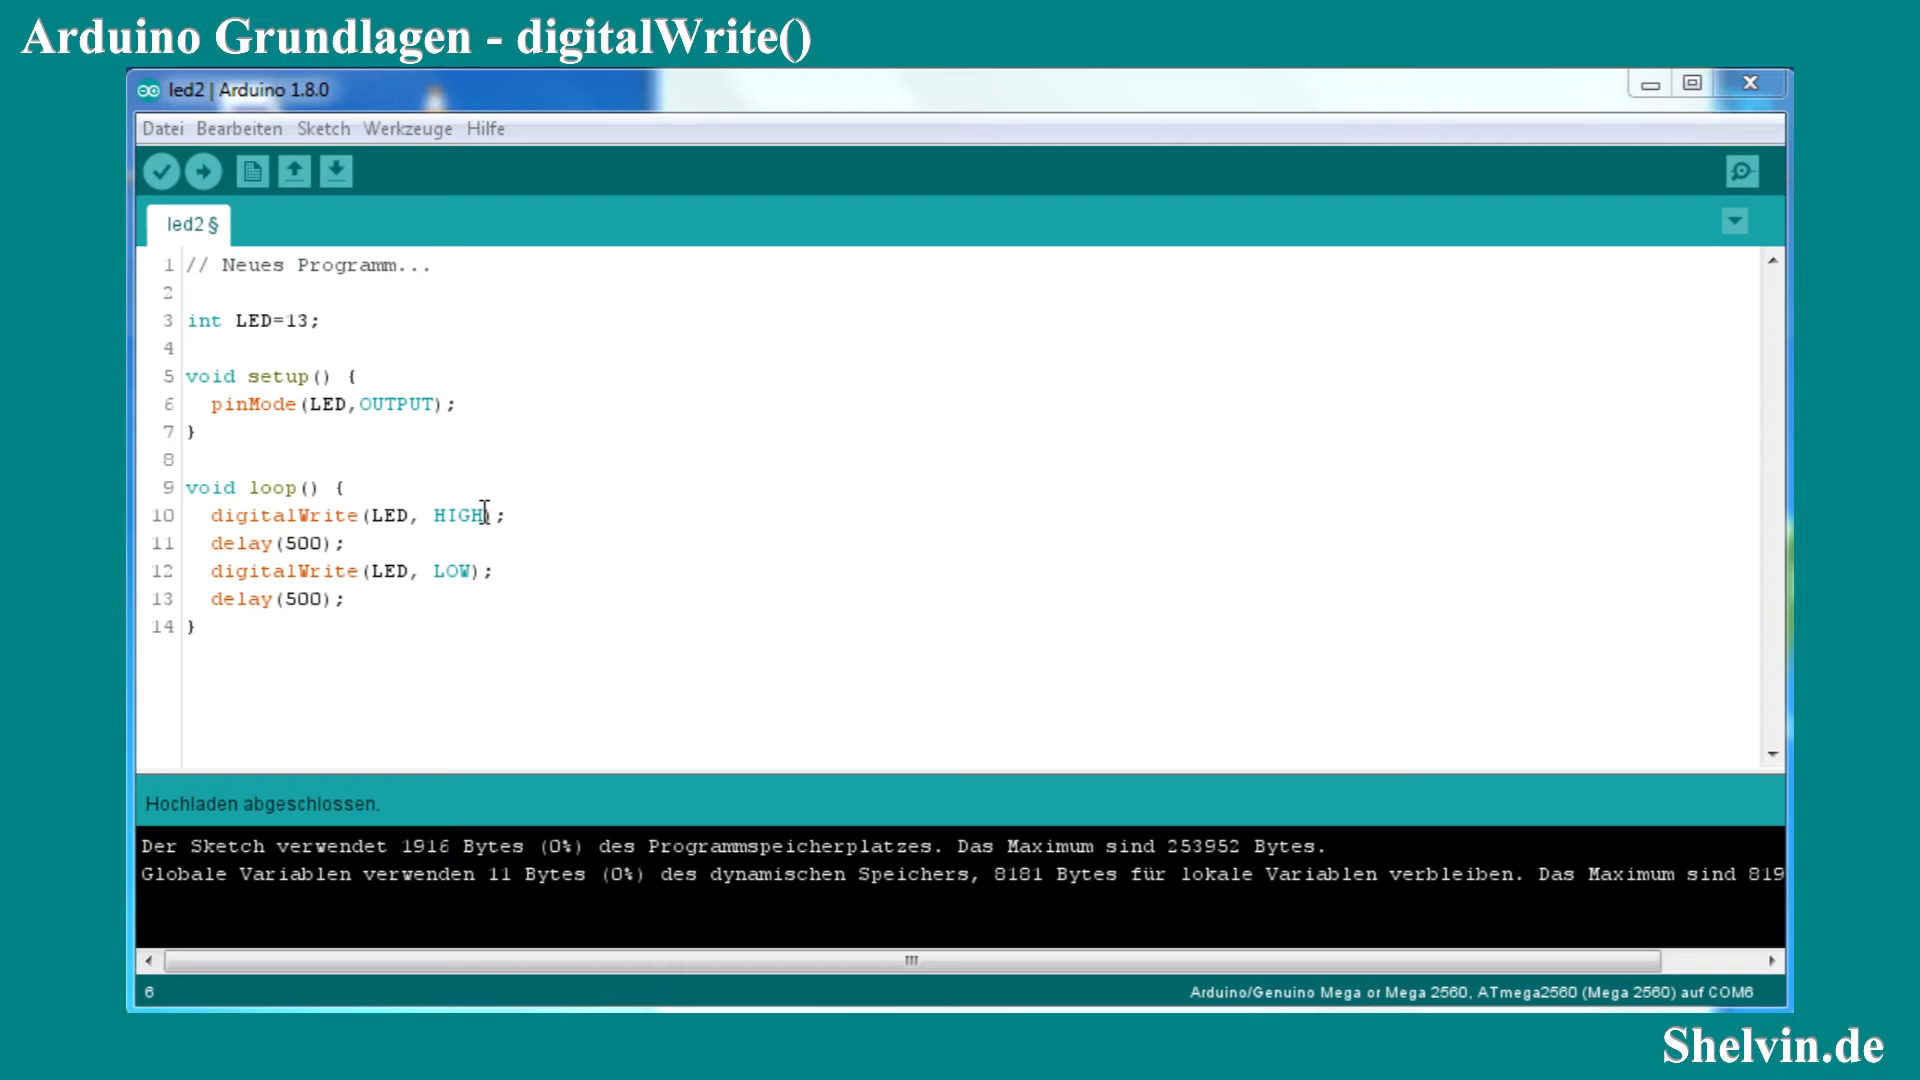 Arduino Grundlagen - digitalWrite()
led2 | Arduino 1.8.0
Datei Bearbeiten Sketch Werkzeuge Hilfe
led2 §
1 // Neues Programm...
2
3 int LED=13;
4
5 void setup() {
6 pinMode(LED,OUTPUT);
7 }
8
9 void loop() {
10 digitalWrite(LED, HIGH);
11 delay(500);
12 digitalWrite(LED, LOW);
13 delay(500);
14 }
Hochladen abgeschlossen.
Der Sketch verwendet 1916 Bytes (0%) des Programmspeicherplatzes. Das Maximum sind 253952 Bytes.
Globale Variablen verwenden 11 Bytes (0%) des dynamischen Speichers, 8181 Bytes für lokale Variablen verbleiben. Das Maximum sind 819
6 Arduino/Genuino Mega or Mega 2560, ATmega2560 (Mega 2560) auf COM6
Shelvin.de